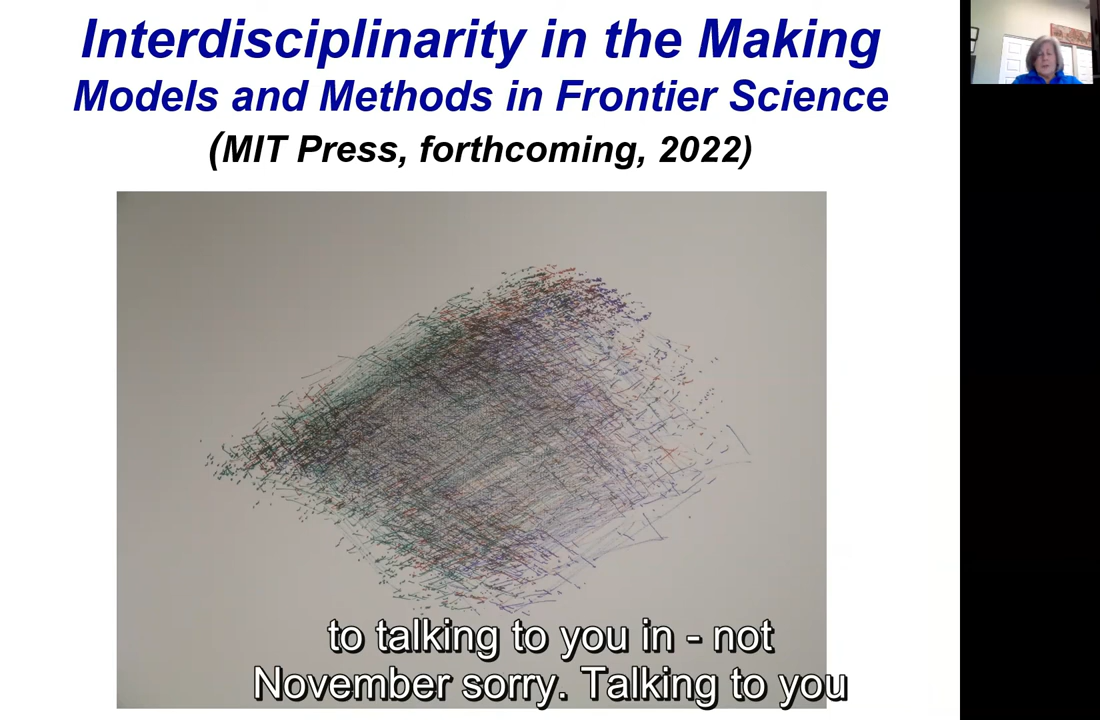 Interdisciplinarity in the Making
Models and Methods in Frontier Science
(MIT Press, forthcoming, 2022)
to talking to you in - not
November sorry. Talking to you